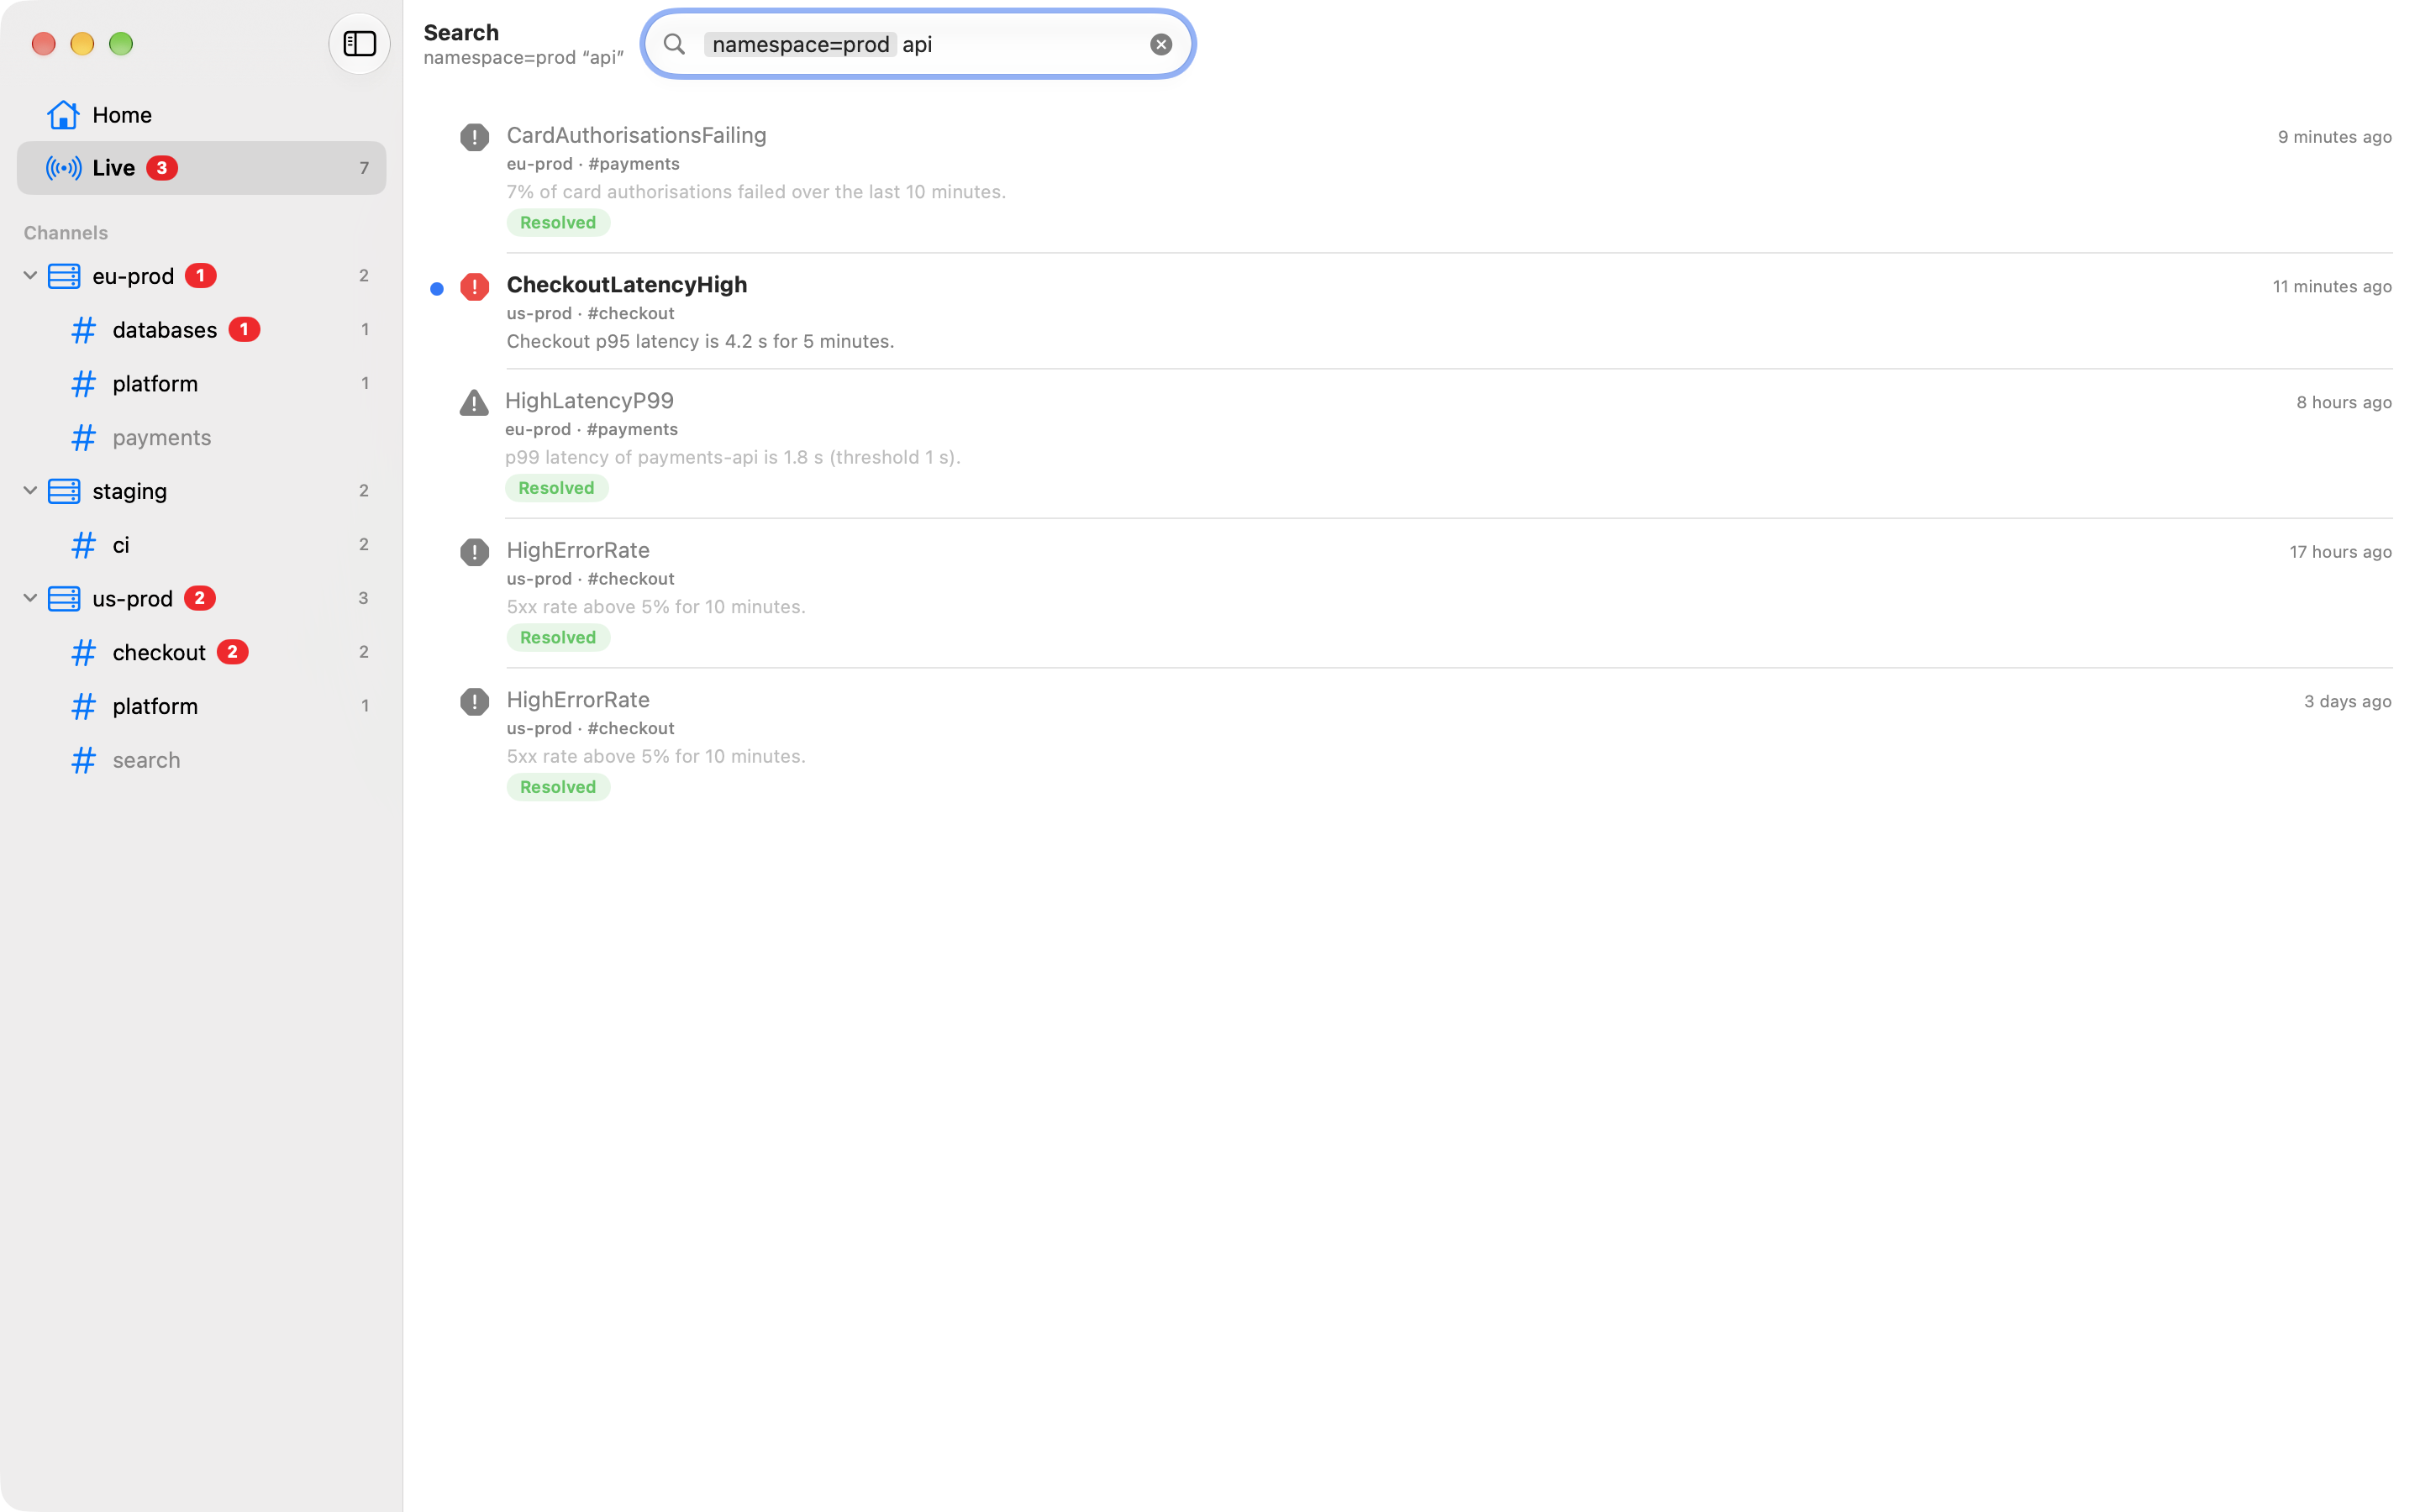 Home
Live 3 7
Channels
eu-prod 1 2
# databases 1 1
# platform 1
# payments
staging 2
# ci 2
us-prod 2 3
# checkout 2 2
# platform 1
# search
Search
namespace=prod “api”
namespace=prod api
CardAuthorisationsFailing 9 minutes ago
eu-prod · #payments
7% of card authorisations failed over the last 10 minutes.
Resolved
CheckoutLatencyHigh 11 minutes ago
us-prod · #checkout
Checkout p95 latency is 4.2 s for 5 minutes.
HighLatencyP99 8 hours ago
eu-prod · #payments
p99 latency of payments-api is 1.8 s (threshold 1 s).
Resolved
HighErrorRate 17 hours ago
us-prod · #checkout
5xx rate above 5% for 10 minutes.
Resolved
HighErrorRate 3 days ago
us-prod · #checkout
5xx rate above 5% for 10 minutes.
Resolved